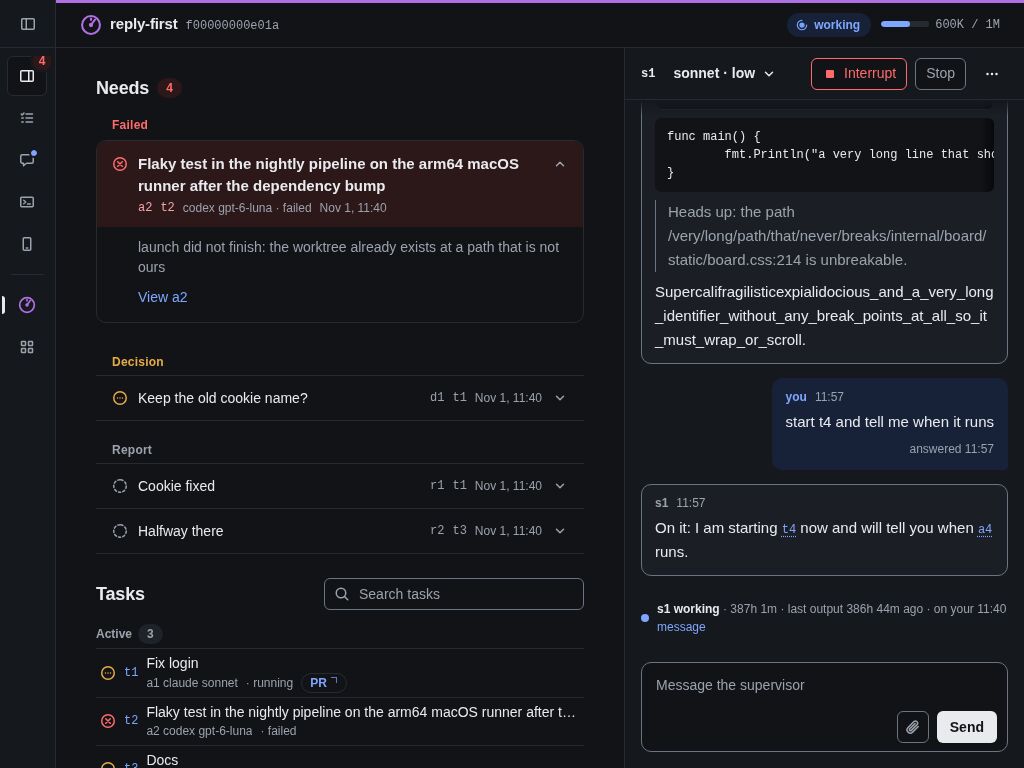 reply-first f00000000e01a
working
600K / 1M
4
Needs 4
Failed
Flaky test in the nightly pipeline on the arm64 macOS
runner after the dependency bump
a2 t2 codex gpt-6-luna · failed Nov 1, 11:40
launch did not finish: the worktree already exists at a path that is not
ours
View a2
Decision
Keep the old cookie name? d1 t1 Nov 1, 11:40
Report
Cookie fixed r1 t1 Nov 1, 11:40
Halfway there r2 t3 Nov 1, 11:40
Tasks
Search tasks
Active 3
t1 Fix login
a1 claude sonnet · running PR
t2 Flaky test in the nightly pipeline on the arm64 macOS runner after t…
a2 codex gpt-6-luna · failed
t3 Docs
s1 sonnet · low
Interrupt
Stop
func main() {
fmt.Println("a very long line that sho
}
Heads up: the path
/very/long/path/that/never/breaks/internal/board/
static/board.css:214 is unbreakable.
Supercalifragilisticexpialidocious_and_a_very_long
_identifier_without_any_break_points_at_all_so_it
_must_wrap_or_scroll.
you 11:57
start t4 and tell me when it runs
answered 11:57
s1 11:57
On it: I am starting t4 now and will tell you when a4
runs.
s1 working · 387h 1m · last output 386h 44m ago · on your 11:40
message
Message the supervisor
Send